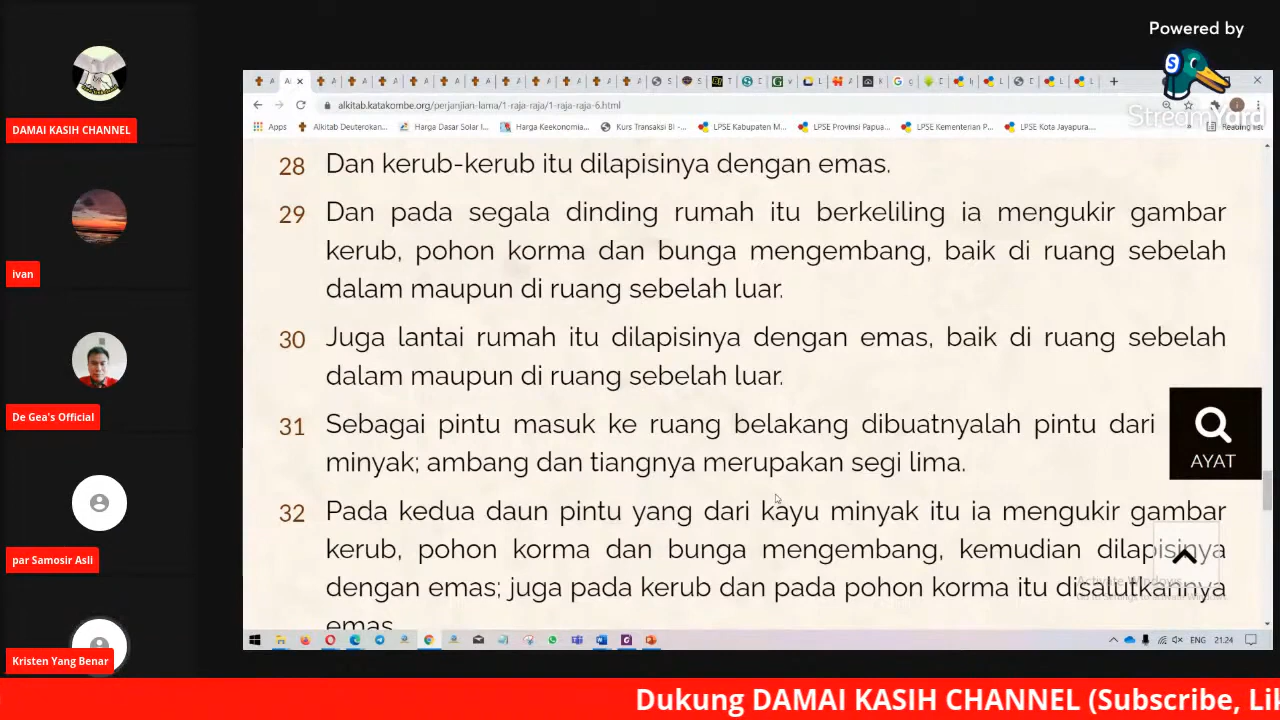 Powered by
S
StreamYard
DAMAI KASIH CHANNEL
ivan
De Gea's Official
par Samosir Asli
Kristen Yang Benar
alkitab.katakombe.org/perjanjian-lama/1-raja-raja/1-raja-raja-6.html
Apps
Alkitab Deuterokan...
Harga Dasar Solar I...
Harga Keekonomia...
Kurs Transaksi BI -...
LPSE Kabupaten M...
LPSE Provinsi Papua...
LPSE Kementerian P...
LPSE Kota Jayapura...
»
Reading list
28 Dan kerub-kerub itu dilapisinya dengan emas.
29 Dan pada segala dinding rumah itu berkeliling ia mengukir gambar
kerub, pohon korma dan bunga mengembang, baik di ruang sebelah
dalam maupun di ruang sebelah luar.
30 Juga lantai rumah itu dilapisinya dengan emas, baik di ruang sebelah
dalam maupun di ruang sebelah luar.
31 Sebagai pintu masuk ke ruang belakang dibuatnyalah pintu dari
minyak; ambang dan tiangnya merupakan segi lima.
32 Pada kedua daun pintu yang dari kayu minyak itu ia mengukir gambar
kerub, pohon korma dan bunga mengembang, kemudian dilapisinya
dengan emas; juga pada kerub dan pada pohon korma itu disalutkannya
emas
AYAT
Activate Windows
ENG 21.24
Dukung DAMAI KASIH CHANNEL (Subscribe, Lik